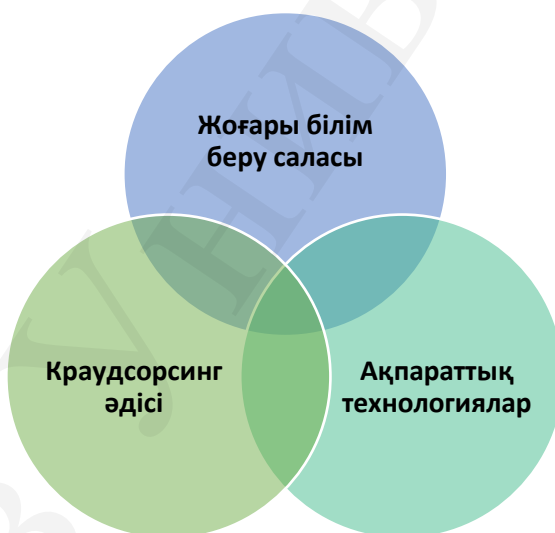 Жоғары білім
беру саласы
Краудсорсинг
әдісі
Ақпараттық
технологиялар